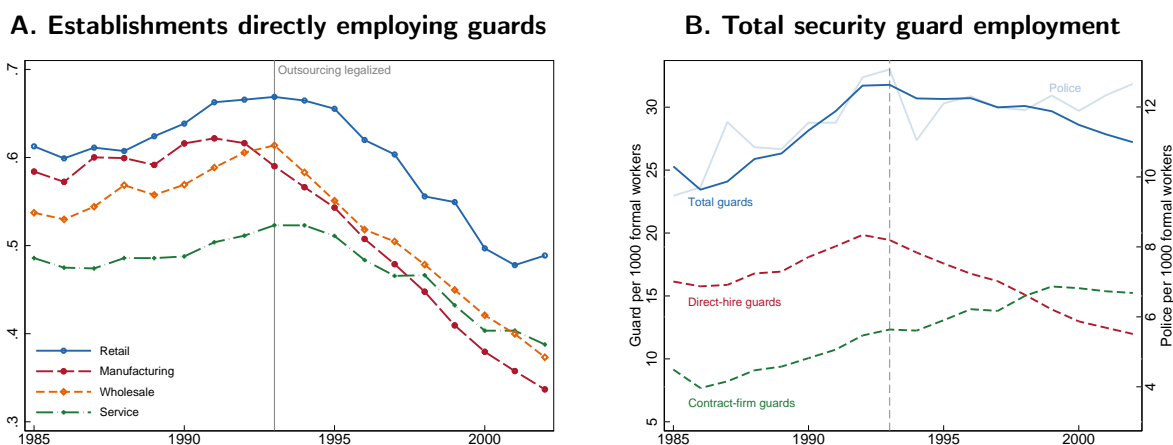 A. Establishments directly employing guards
.7
.6
.5
.4
.3
Outsourcing legalized
Retail
Manufacturing
Wholesale
Service
1985
1990
1995
2000
B. Total security guard employment
Guard per 1000 formal workers
30
25
20
15
10
5
Police
Total guards
Direct-hire guards
Contract-firm guards
12
10
8
6
4
Police per 1000 formal workers
1985
1990
1995
2000